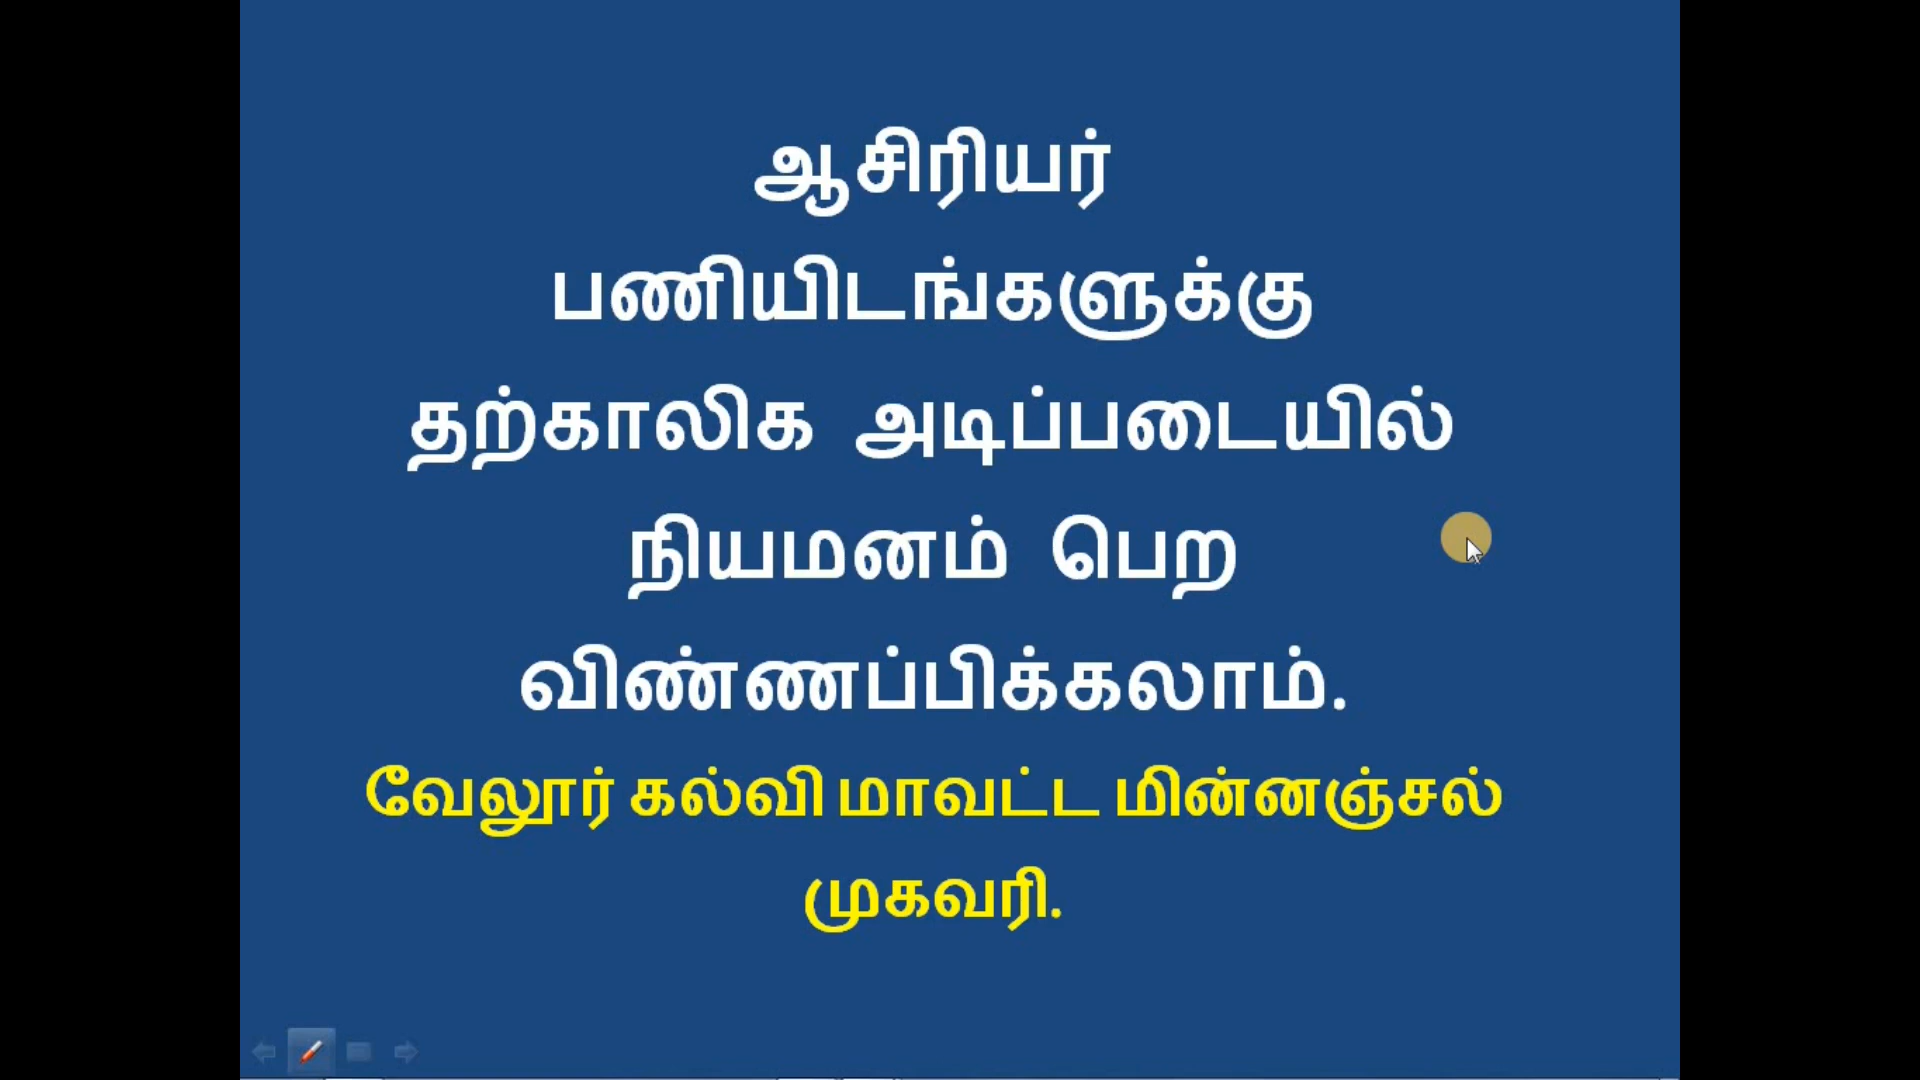 ஆசிரியர்
பணியிடங்களுக்கு
தற்காலிக அடிப்படையில்
நியமனம் பெற
விண்ணப்பிக்கலாம்.
வேலூர் கல்வி மாவட்ட மின்னஞ்சல்
முகவரி.